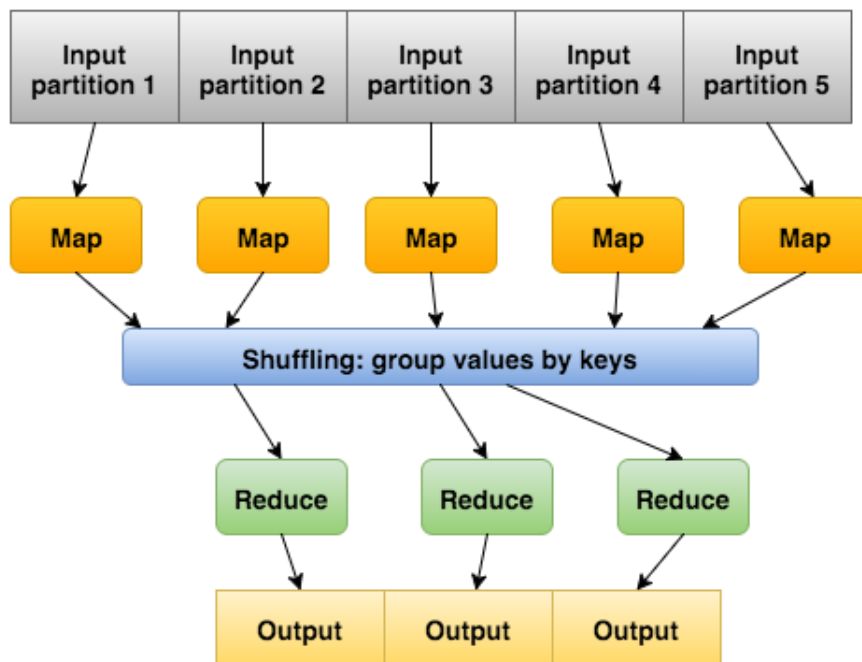 Input
partition 1
Input
partition 2
Input
partition 3
Input
partition 4
Input
partition 5
Map
Map
Map
Map
Map
Shuffling: group values by keys
Reduce
Reduce
Reduce
Output
Output
Output